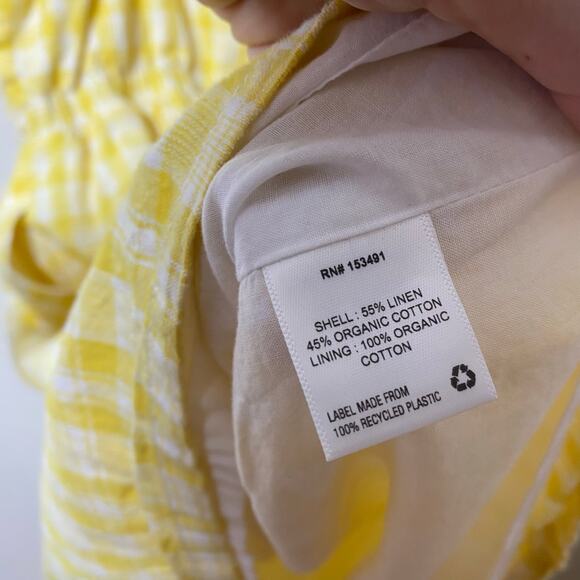 RN# 153491
SHELL : 55% LINEN
45% ORGANIC COTTON
LINING : 100% ORGANIC
COTTON
LABEL MADE FROM
100% RECYCLED PLASTIC